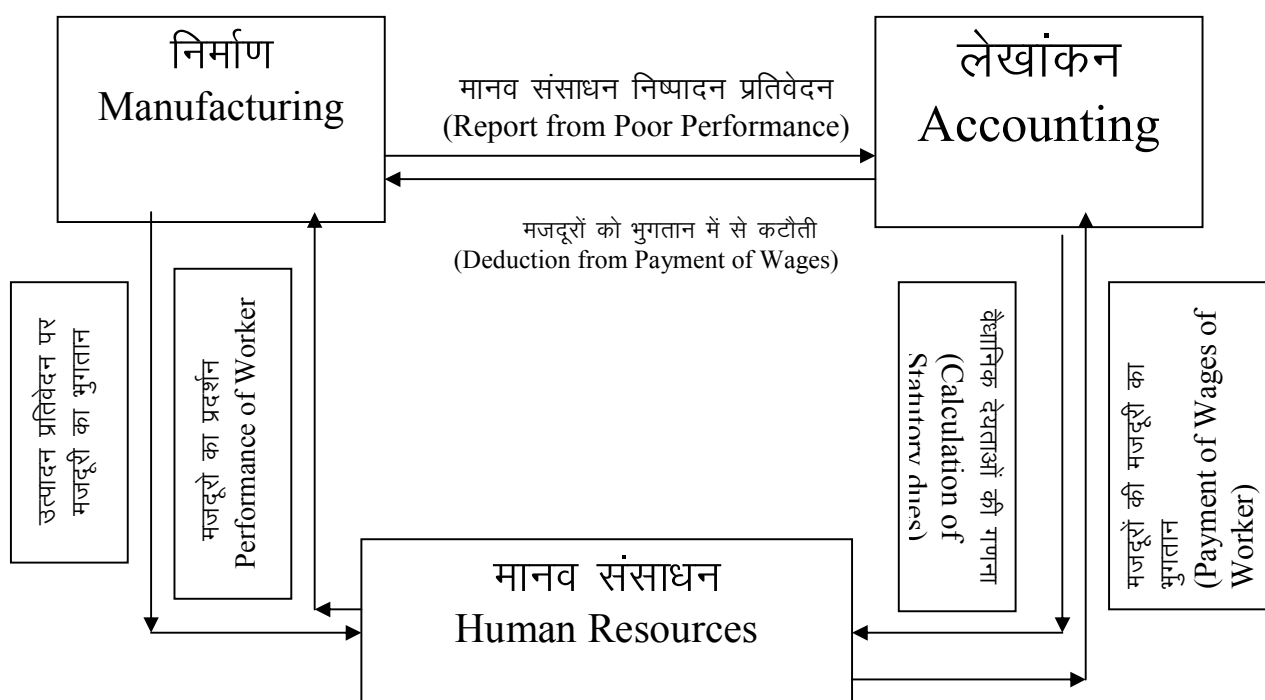 निर्माण
Manufacturing
लेखांकन
Accounting
मानव संसाधन निष्पादन प्रतिवेदन
(Report from Poor Performance)
मजदूरों को भुगतान में से कटौती
(Deduction from Payment of Wages)
उत्पादन प्रतिवेदन पर
मजदूरी का भुगतान
मजदूरो का प्रदर्शन
Performance of Worker
वैधानिक देयताओं की गणना
(Calculation of
Statutory dues)
मजदूरों की मजदूरी का
भुगतान
(Payment of Wages of
Worker)
मानव संसाधन
Human Resources